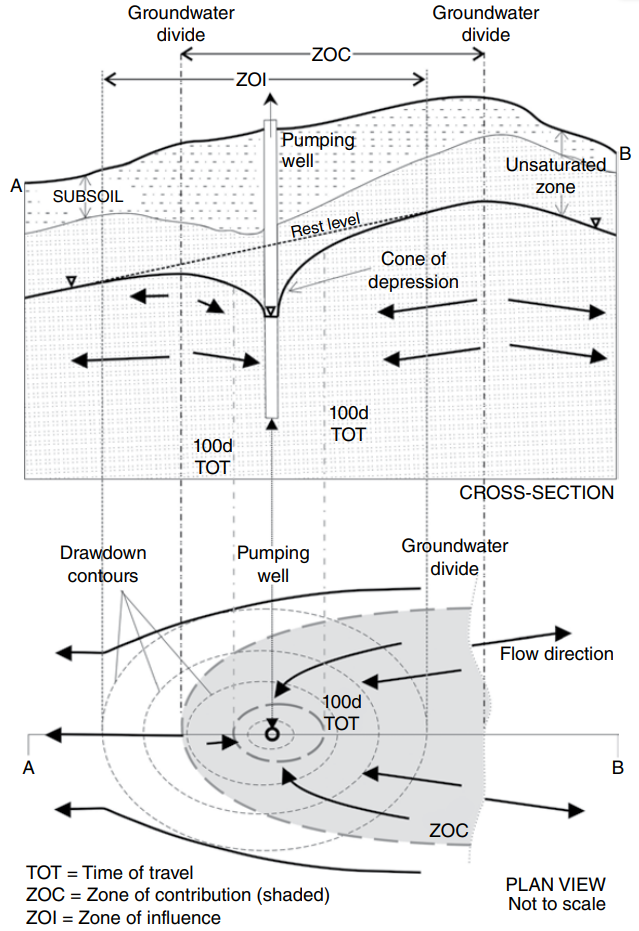 Groundwater
divide
Groundwater
divide
ZOC
ZOI
Pumping
well
A
B
SUBSOIL
Unsaturated
zone
Rest level
Cone of
depression
100d
TOT
100d
TOT
CROSS-SECTION
Drawdown
contours
Pumping
well
Groundwater
divide
Flow direction
100d
TOT
A
B
ZOC
TOT = Time of travel
ZOC = Zone of contribution (shaded)
ZOI = Zone of influence
PLAN VIEW
Not to scale